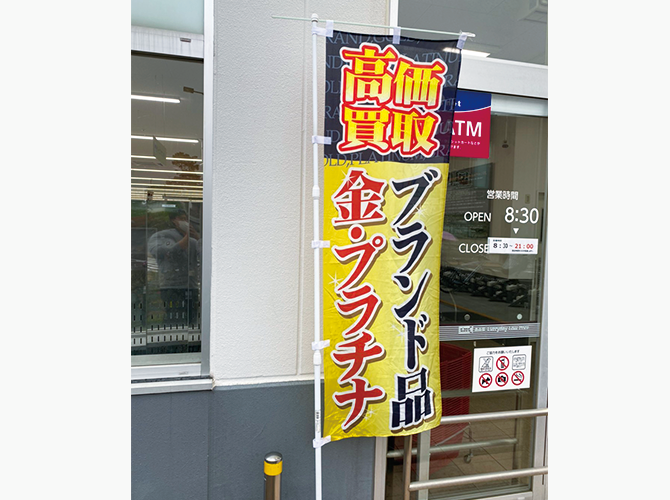 高価
買取
ブランド品
金・プラチナ
ATM
営業時間
OPEN 8:30
▼
CLOSE
8:30~21:00